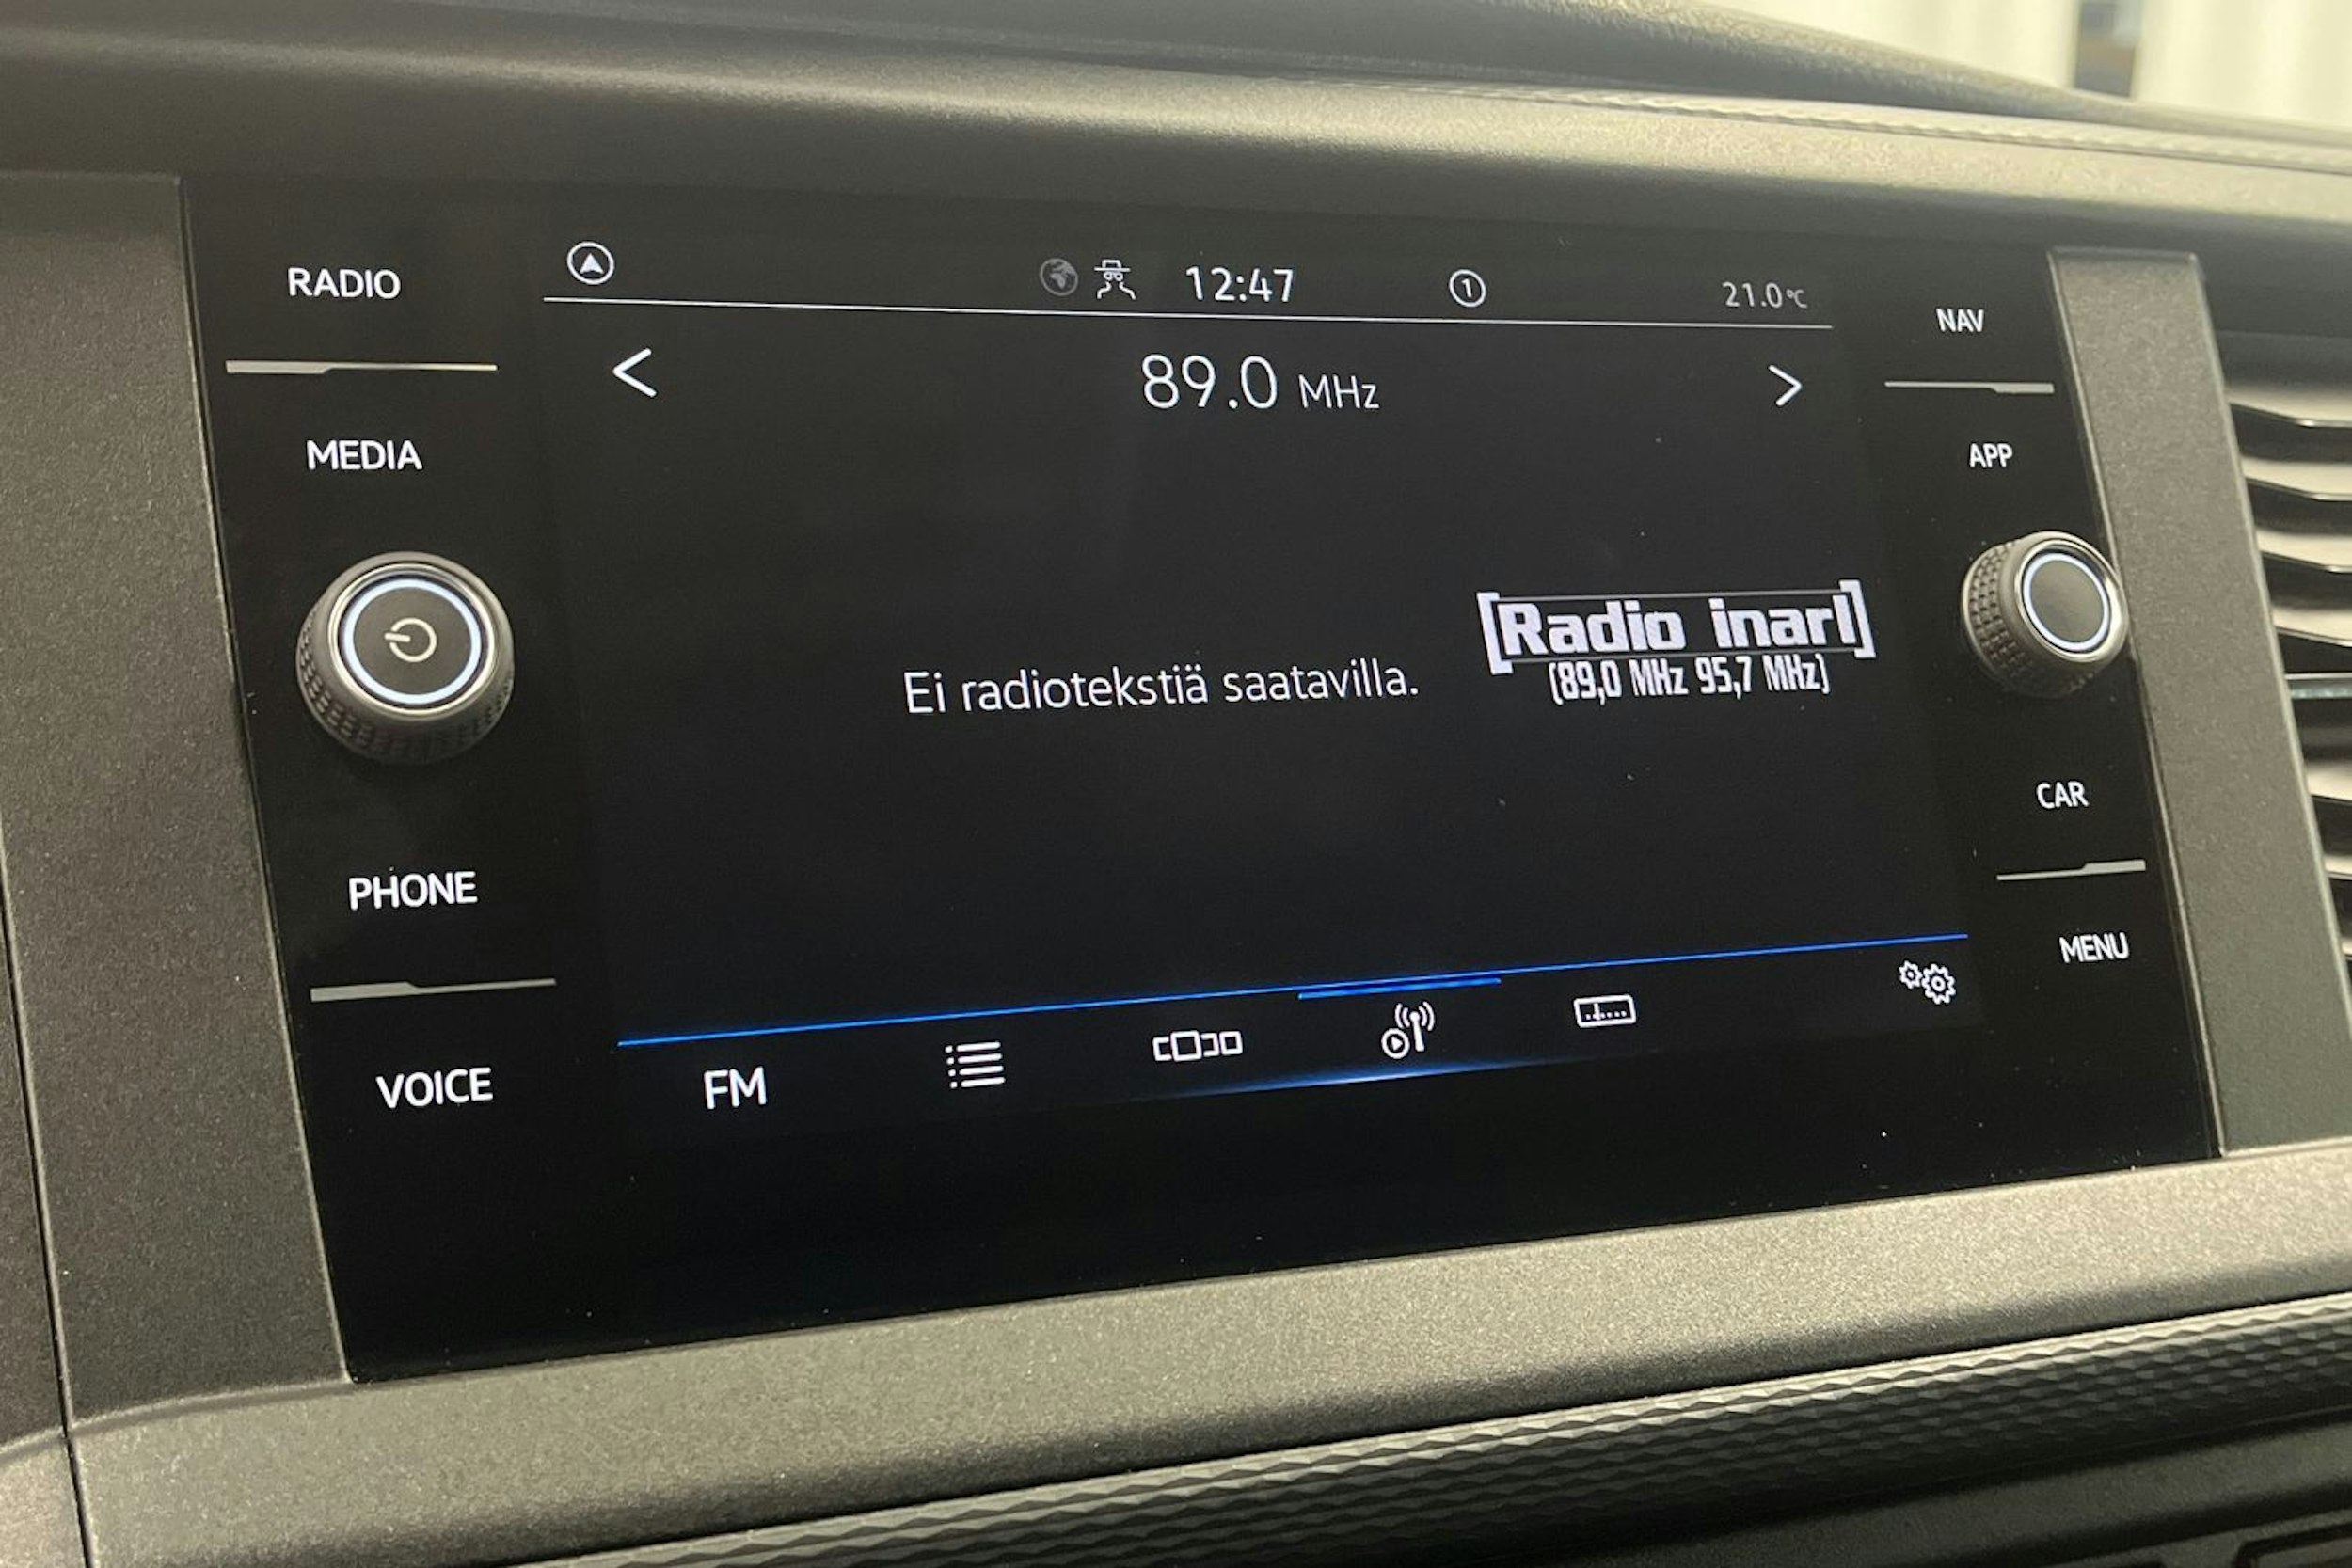 RADIO
MEDIA
PHONE
VOICE
12:47
1
21.0°C
89.0 MHz
Ei radiotekstiä saatavilla.
[Radio inarI]
(89,0 MHz 95,7 MHz)
FM
NAV
APP
CAR
MENU